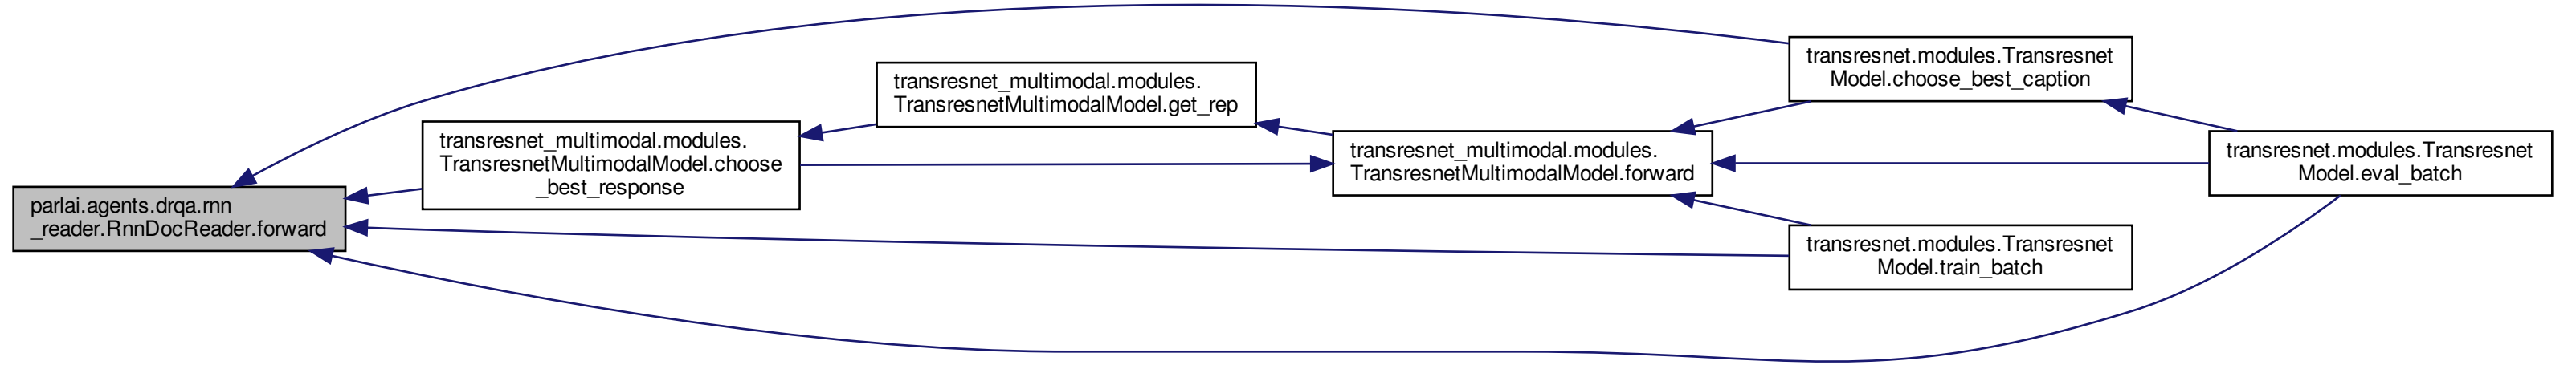 parlai.agents.drqa.rnn
_reader.RnnDocReader.forward
transresnet_multimodal.modules.
TransresnetMultimodalModel.choose
_best_response
transresnet_multimodal.modules.
TransresnetMultimodalModel.get_rep
transresnet_multimodal.modules.
TransresnetMultimodalModel.forward
transresnet.modules.Transresnet
Model.choose_best_caption
transresnet.modules.Transresnet
Model.eval_batch
transresnet.modules.Transresnet
Model.train_batch